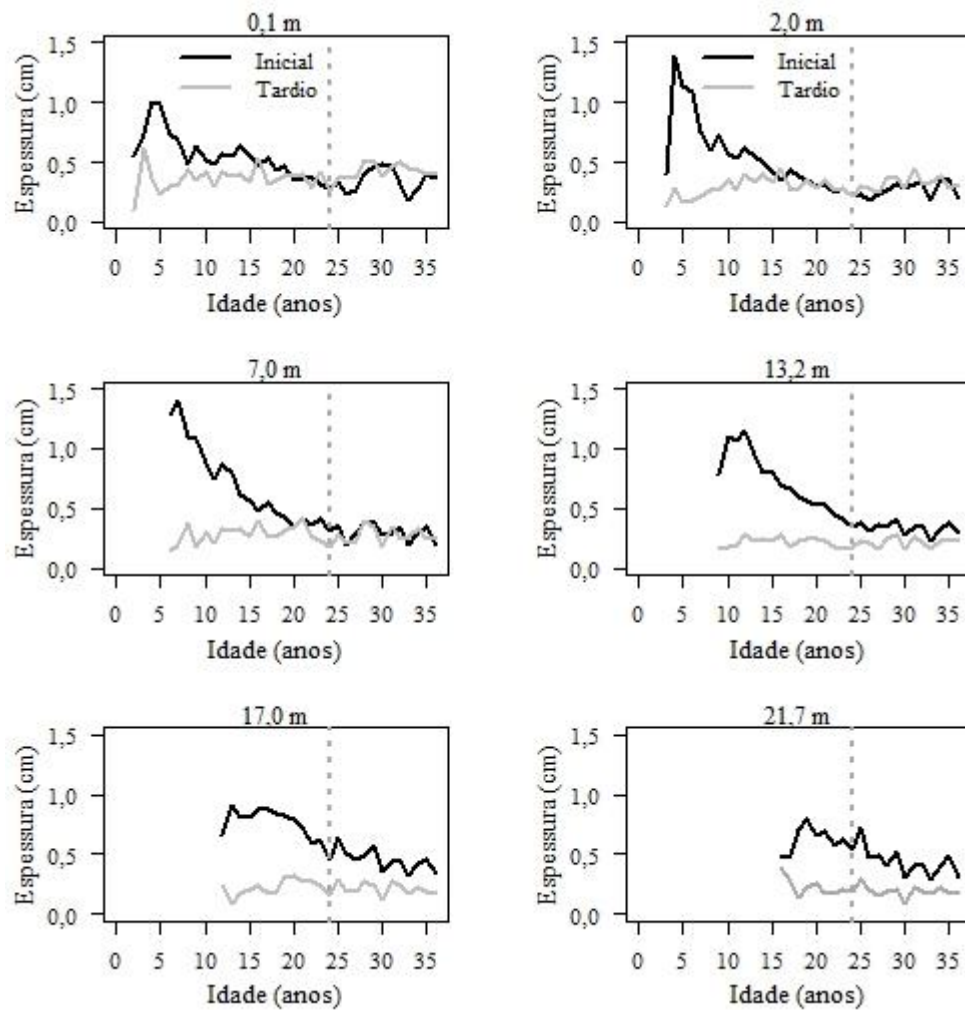 0,1 m
Espessura (cm)
1,5
1,0
0,5
0,0
Inicial
Tardio
0 5 10 15 20 25 30 35
Idade (anos)
2,0 m
Espessura (cm)
1,5
1,0
0,5
0,0
Inicial
Tardio
0 5 10 15 20 25 30 35
Idade (anos)
7,0 m
Espessura (cm)
1,5
1,0
0,5
0,0
0 5 10 15 20 25 30 35
Idade (anos)
13,2 m
Espessura (cm)
1,5
1,0
0,5
0,0
0 5 10 15 20 25 30 35
Idade (anos)
17,0 m
Espessura (cm)
1,5
1,0
0,5
0,0
0 5 10 15 20 25 30 35
Idade (anos)
21,7 m
Espessura (cm)
1,5
1,0
0,5
0,0
0 5 10 15 20 25 30 35
Idade (anos)